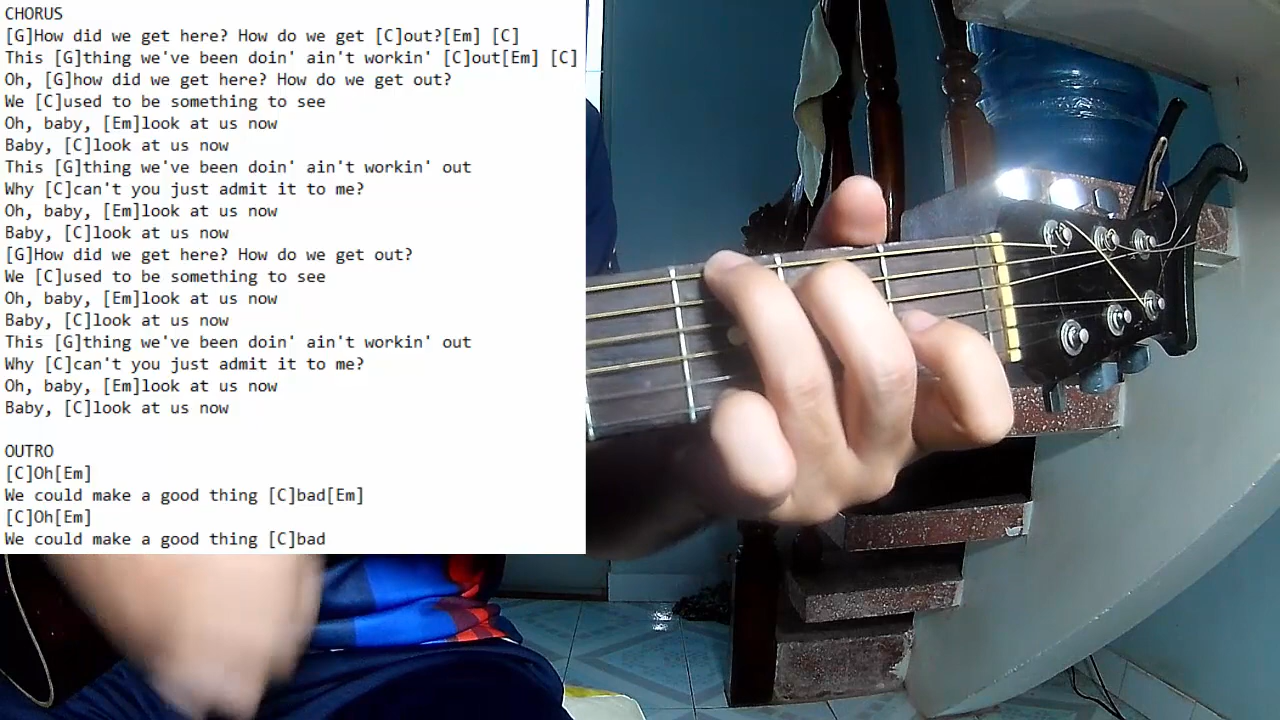 CHORUS
[G]How did we get here? How do we get [C]out?[Em] [C]
This [G]thing we've been doin' ain't workin' [C]out[Em] [C]
Oh, [G]how did we get here? How do we get out?
We [C]used to be something to see
Oh, baby, [Em]look at us now
Baby, [C]look at us now
This [G]thing we've been doin' ain't workin' out
Why [C]can't you just admit it to me?
Oh, baby, [Em]look at us now
Baby, [C]look at us now
[G]How did we get here? How do we get out?
We [C]used to be something to see
Oh, baby, [Em]look at us now
Baby, [C]look at us now
This [G]thing we've been doin' ain't workin' out
Why [C]can't you just admit it to me?
Oh, baby, [Em]look at us now
Baby, [C]look at us now
OUTRO
[C]Oh[Em]
We could make a good thing [C]bad[Em]
[C]Oh[Em]
We could make a good thing [C]bad